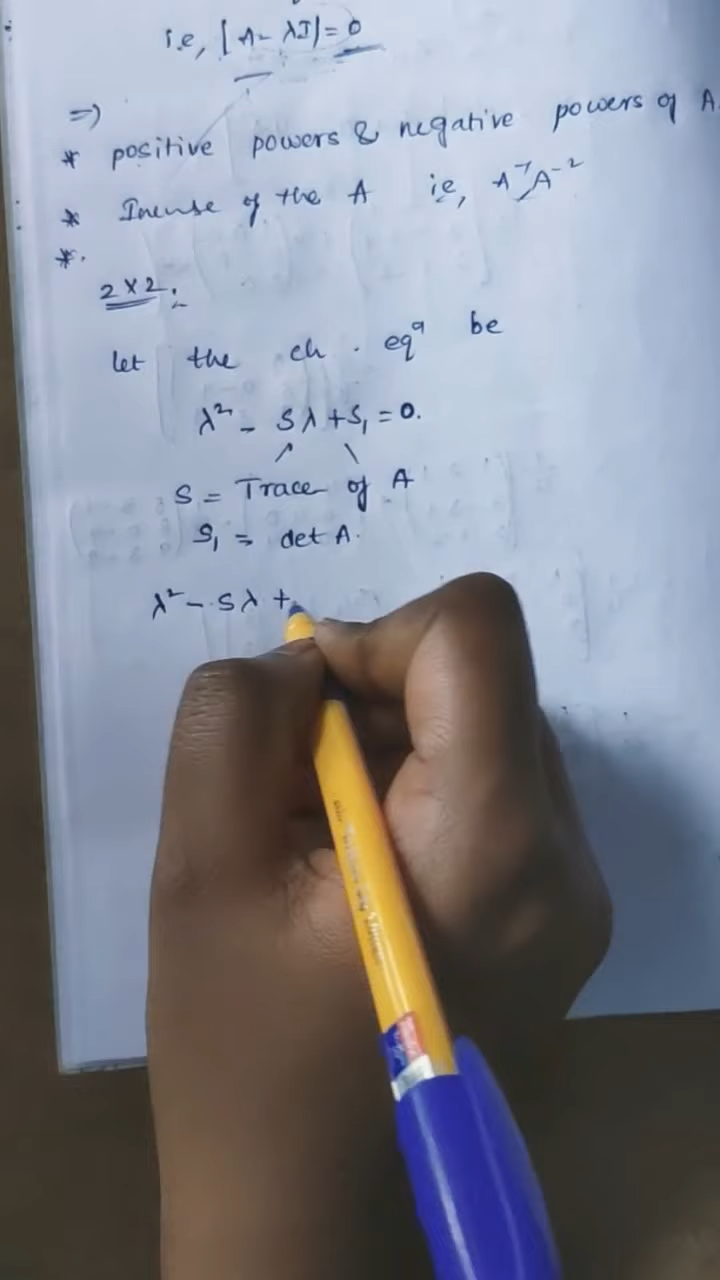 i.e, |A - λI| = 0
=>
* positive powers & negative powers of A.
* Inverse of the A ie, A⁻¹, A⁻²
*.
2 x 2 :
let the ch. eqⁿ be
λ² - Sλ + S₁ = 0.
S = Trace of A
S₁ = det A.
λ² - Sλ +